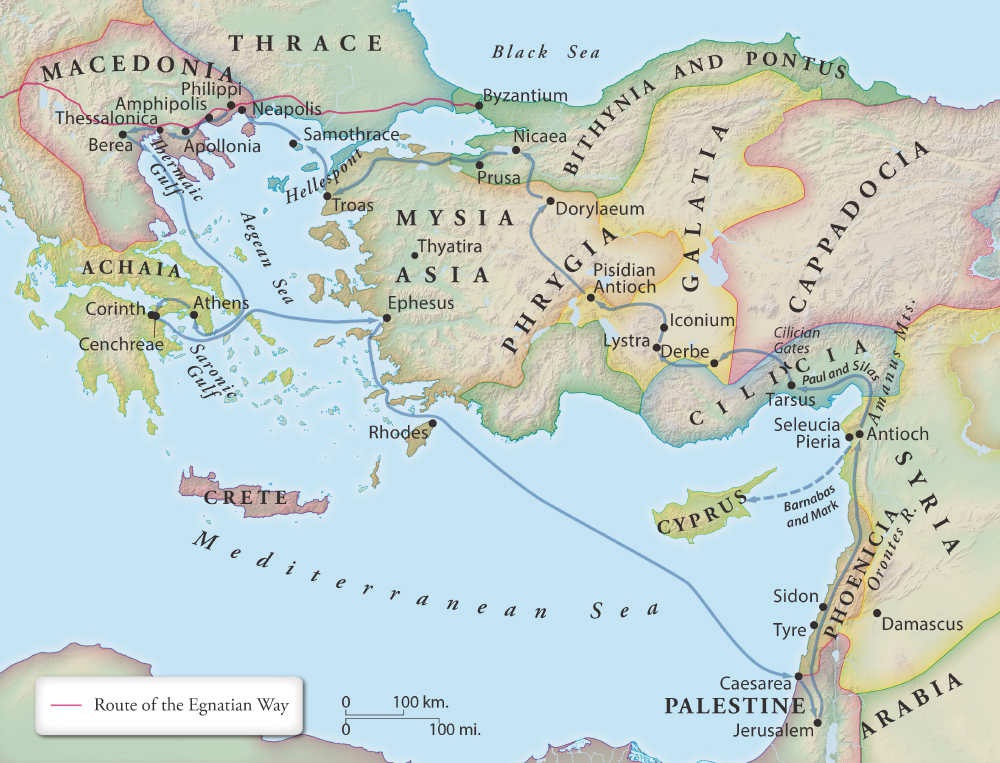 THRACE
Black Sea
MACEDONIA
BITHYNIA AND PONTUS
Philippi
Byzantium
Amphipolis
Neapolis
Thessalonica
Samothrace
Nicaea
Berea
Apollonia
Thermaic
Gulf
Hellespont
Prusa
GALATIA
CAPPADOCIA
Troas
MYSIA
Dorylaeum
Aegean
Sea
Thyatira
PHRYGIA
ACHAIA
ASIA
Pisidian
Antioch
Corinth
Athens
Ephesus
Iconium
Cenchreae
Lystra
Derbe
Cilician
Gates
Amanus Mts.
Saronic
Gulf
CILICIA
Paul and Silas
Tarsus
Rhodes
Seleucia
Pieria
Antioch
SYRIA
CRETE
CYPRUS
Barnabas
and Mark
PHOENICIA
Orontes R.
Mediterranean Sea
Sidon
Tyre
Damascus
Caesarea
PALESTINE
ARABIA
Jerusalem
Route of the Egnatian Way
0 100 km.
0 100 mi.